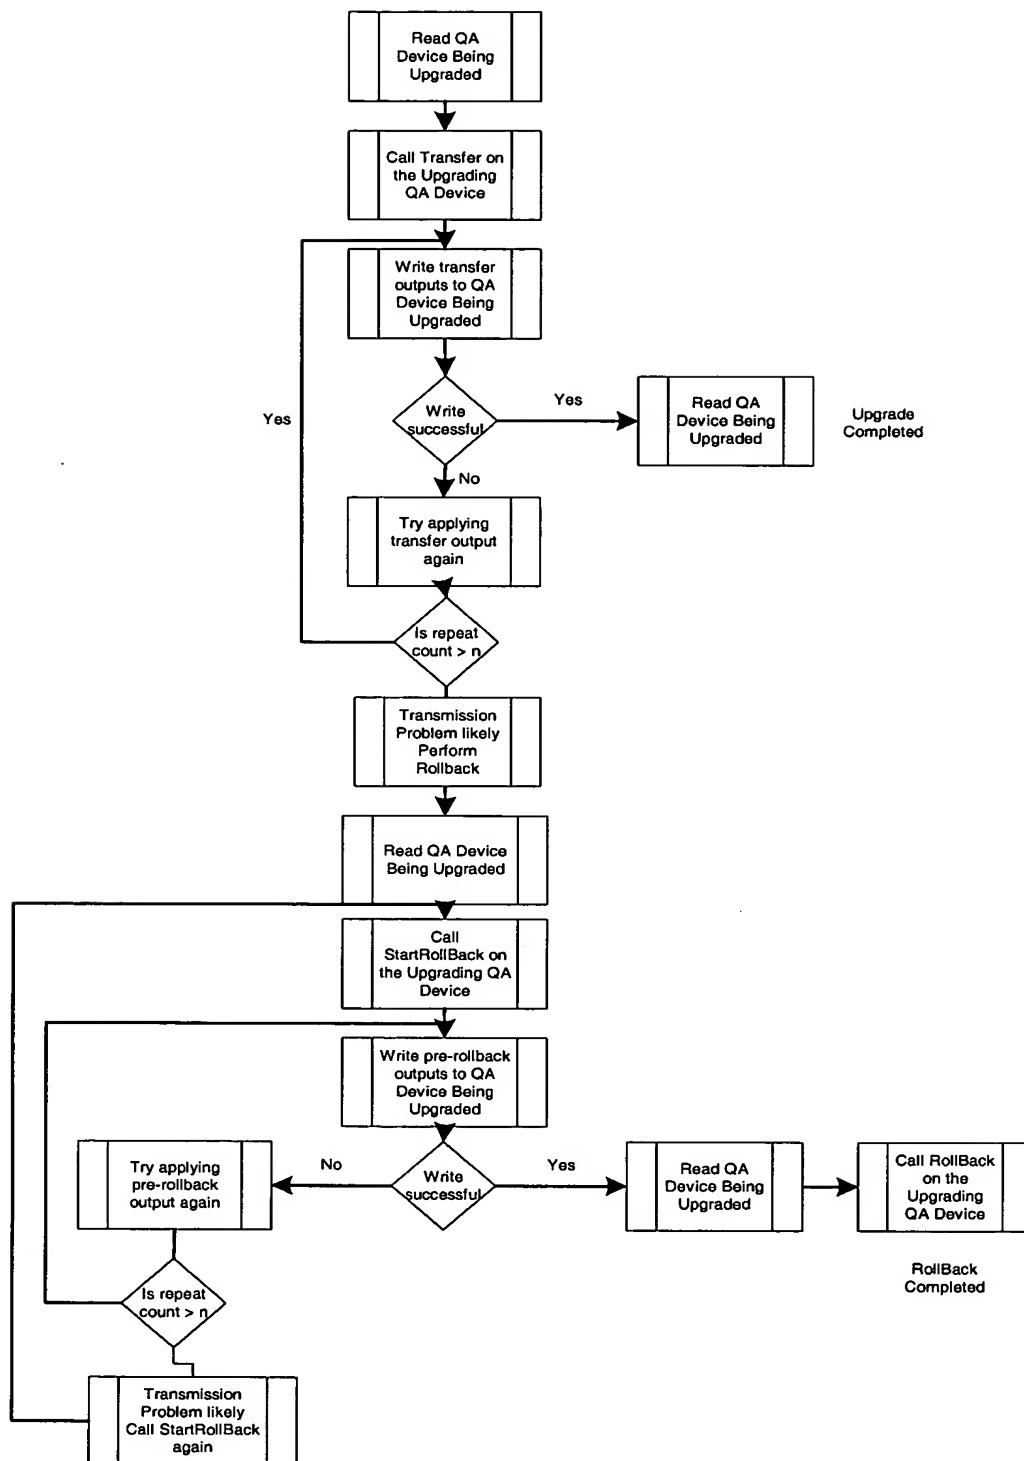 Read QA
Device Being
Upgraded
Call Transfer on
the Upgrading
QA Device
Write transfer
outputs to QA
Device Being
Upgraded
Write
successful
Yes
Read QA
Device Being
Upgraded
Upgrade
Completed
Yes
No
Try applying
transfer output
again
Is repeat
count > n
Transmission
Problem likely
Perform
Rollback
Read QA Device
Being Upgraded
Call
StartRollBack on
the Upgrading QA
Device
Write pre-rollback
outputs to QA
Device Being
Upgraded
Try applying
pre-rollback
output again
No
Write
successful
Yes
Read QA
Device Being
Upgraded
Call RollBack
on the
Upgrading
QA Device
RollBack
Completed
Is repeat
count > n
Transmission
Problem likely
Call StartRollBack
again